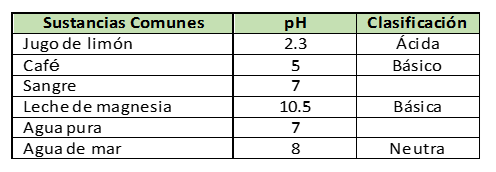 Sustancias Comunes pH Clasificación
Jugo de limón 2.3 Ácida
Café 5 Básico
Sangre 7
Leche de magnesia 10.5 Básica
Agua pura 7
Agua de mar 8 Neutra